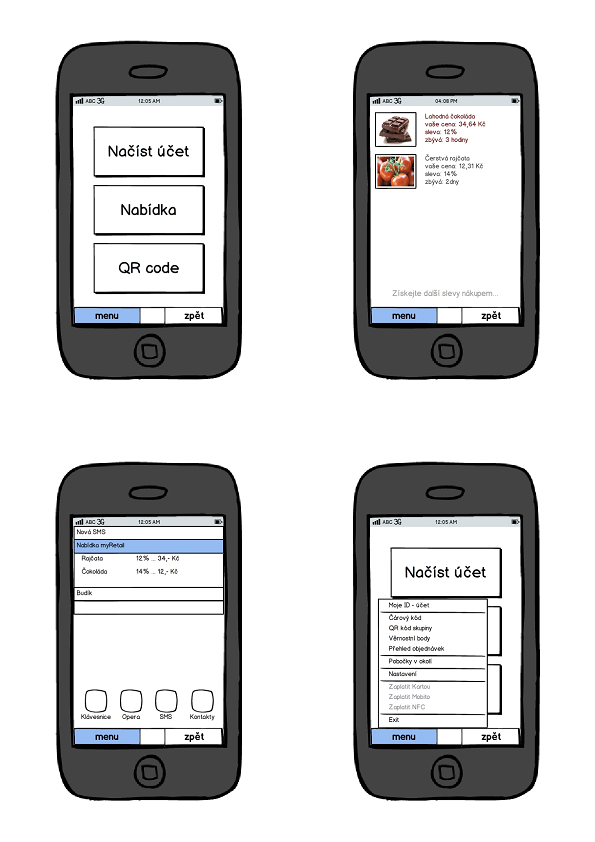 ABC 3G 12:05 AM
Načíst účet
Nabídka
QR code
menu zpět
ABC 3G 04:08 PM
Lahodná čokoláda
vaše cena: 34,64 Kč
sleva: 12%
zbývá: 3 hodiny
Čerstvá rajčata
vaše cena: 12,31 Kč
sleva: 14%
zbývá: 2dny
Získejte další slevy nákupem...
menu zpět
ABC 3G 12:05 AM
Nová SMS
Nabídka myRetail
Rajčata 12% ... 34,- Kč
Čokoláda 14% ... 12,- Kč
Budík
Klávesnice Opera SMS Kontakty
menu zpět
ABC 3G 12:05 AM
Načíst účet
Moje ID - účet
Čárový kód
QR kód skupiny
Věrnostní body
Přehled objednávek
Pobočky v okolí
Nastavení
Zaplatit Kartou
Zaplatit Mobito
Zaplatit NFC
Exit
menu zpět